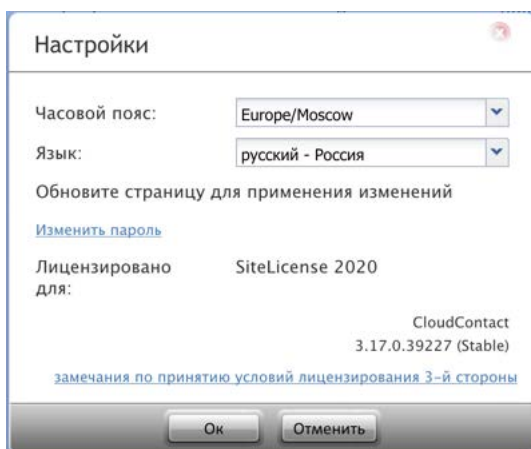 Настройки
Часовой пояс: Europe/Moscow
Язык: русский - Россия
Обновите страницу для применения изменений
Изменить пароль
Лицензировано SiteLicense 2020
для:
CloudContact
3.17.0.39227 (Stable)
замечания по принятию условий лицензирования 3-й стороны
Ок Отменить